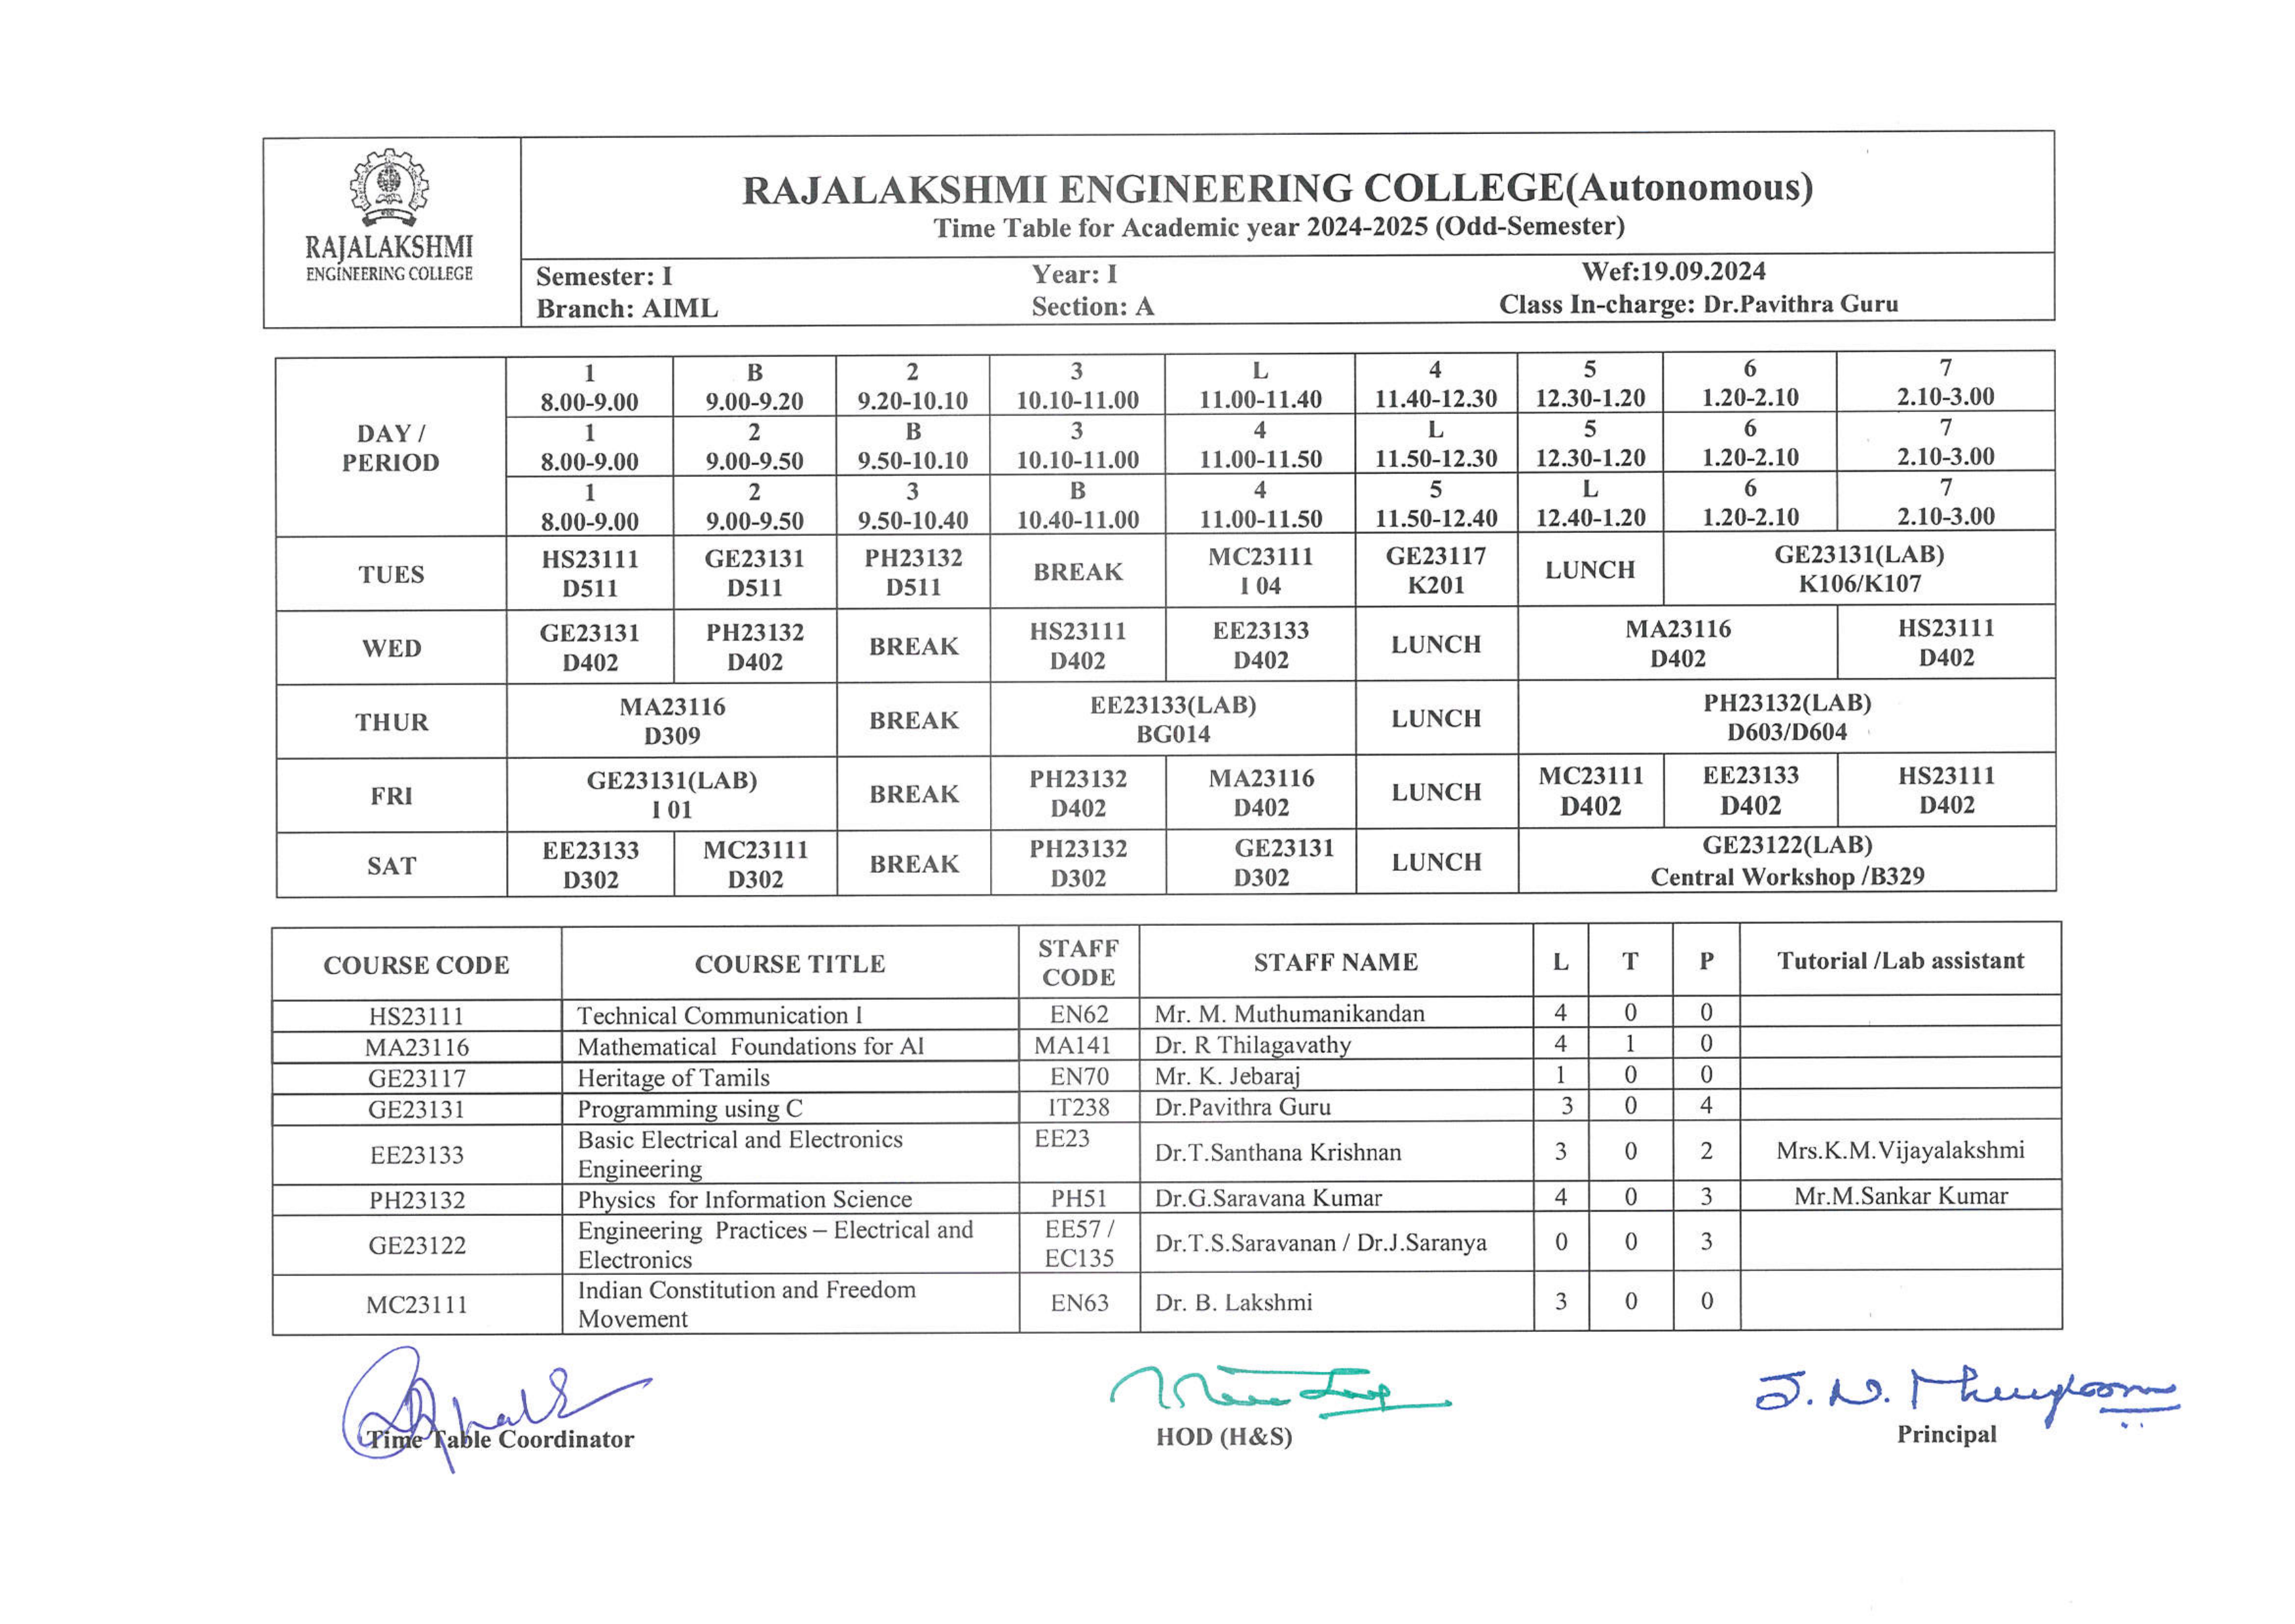 RAJALAKSHMI
ENGINEERING COLLEGE
RAJALAKSHMI ENGINEERING COLLEGE(Autonomous)
Time Table for Academic year 2024-2025 (Odd-Semester)
Semester: I Year: I Wef:19.09.2024
Branch: AIML Section: A Class In-charge: Dr.Pavithra Guru
DAY / PERIOD
1 B 2 3 L 4 5 6 7
8.00-9.00 9.00-9.20 9.20-10.10 10.10-11.00 11.00-11.40 11.40-12.30 12.30-1.20 1.20-2.10 2.10-3.00
1 2 B 3 4 L 5 6 7
8.00-9.00 9.00-9.50 9.50-10.10 10.10-11.00 11.00-11.50 11.50-12.30 12.30-1.20 1.20-2.10 2.10-3.00
1 2 3 B 4 5 L 6 7
8.00-9.00 9.00-9.50 9.50-10.40 10.40-11.00 11.00-11.50 11.50-12.40 12.40-1.20 1.20-2.10 2.10-3.00
TUES HS23111 GE23131 PH23132 BREAK MC23111 GE23117 LUNCH GE23131(LAB)
D511 D511 D511 I 04 K201 K106/K107
WED GE23131 PH23132 BREAK HS23111 EE23133 LUNCH MA23116 HS23111
D402 D402 D402 D402 D402 D402
THUR MA23116 BREAK EE23133(LAB) LUNCH PH23132(LAB)
D309 BG014 D603/D604
FRI GE23131(LAB) BREAK PH23132 MA23116 LUNCH MC23111 EE23133 HS23111
I 01 D402 D402 D402 D402 D402
SAT EE23133 MC23111 BREAK PH23132 GE23131 LUNCH GE23122(LAB)
D302 D302 D302 D302 Central Workshop /B329
COURSE CODE COURSE TITLE STAFF CODE STAFF NAME L T P Tutorial /Lab assistant
HS23111 Technical Communication I EN62 Mr. M. Muthumanikandan 4 0 0
MA23116 Mathematical Foundations for AI MA141 Dr. R Thilagavathy 4 1 0
GE23117 Heritage of Tamils EN70 Mr. K. Jebaraj 1 0 0
GE23131 Programming using C IT238 Dr.Pavithra Guru 3 0 4
EE23133 Basic Electrical and Electronics Engineering EE23 Dr.T.Santhana Krishnan 3 0 2 Mrs.K.M.Vijayalakshmi
PH23132 Physics for Information Science PH51 Dr.G.Saravana Kumar 4 0 3 Mr.M.Sankar Kumar
GE23122 Engineering Practices – Electrical and Electronics EE57 / EC135 Dr.T.S.Saravanan / Dr.J.Saranya 0 0 3
MC23111 Indian Constitution and Freedom Movement EN63 Dr. B. Lakshmi 3 0 0
Time Table Coordinator HOD (H&S) Principal